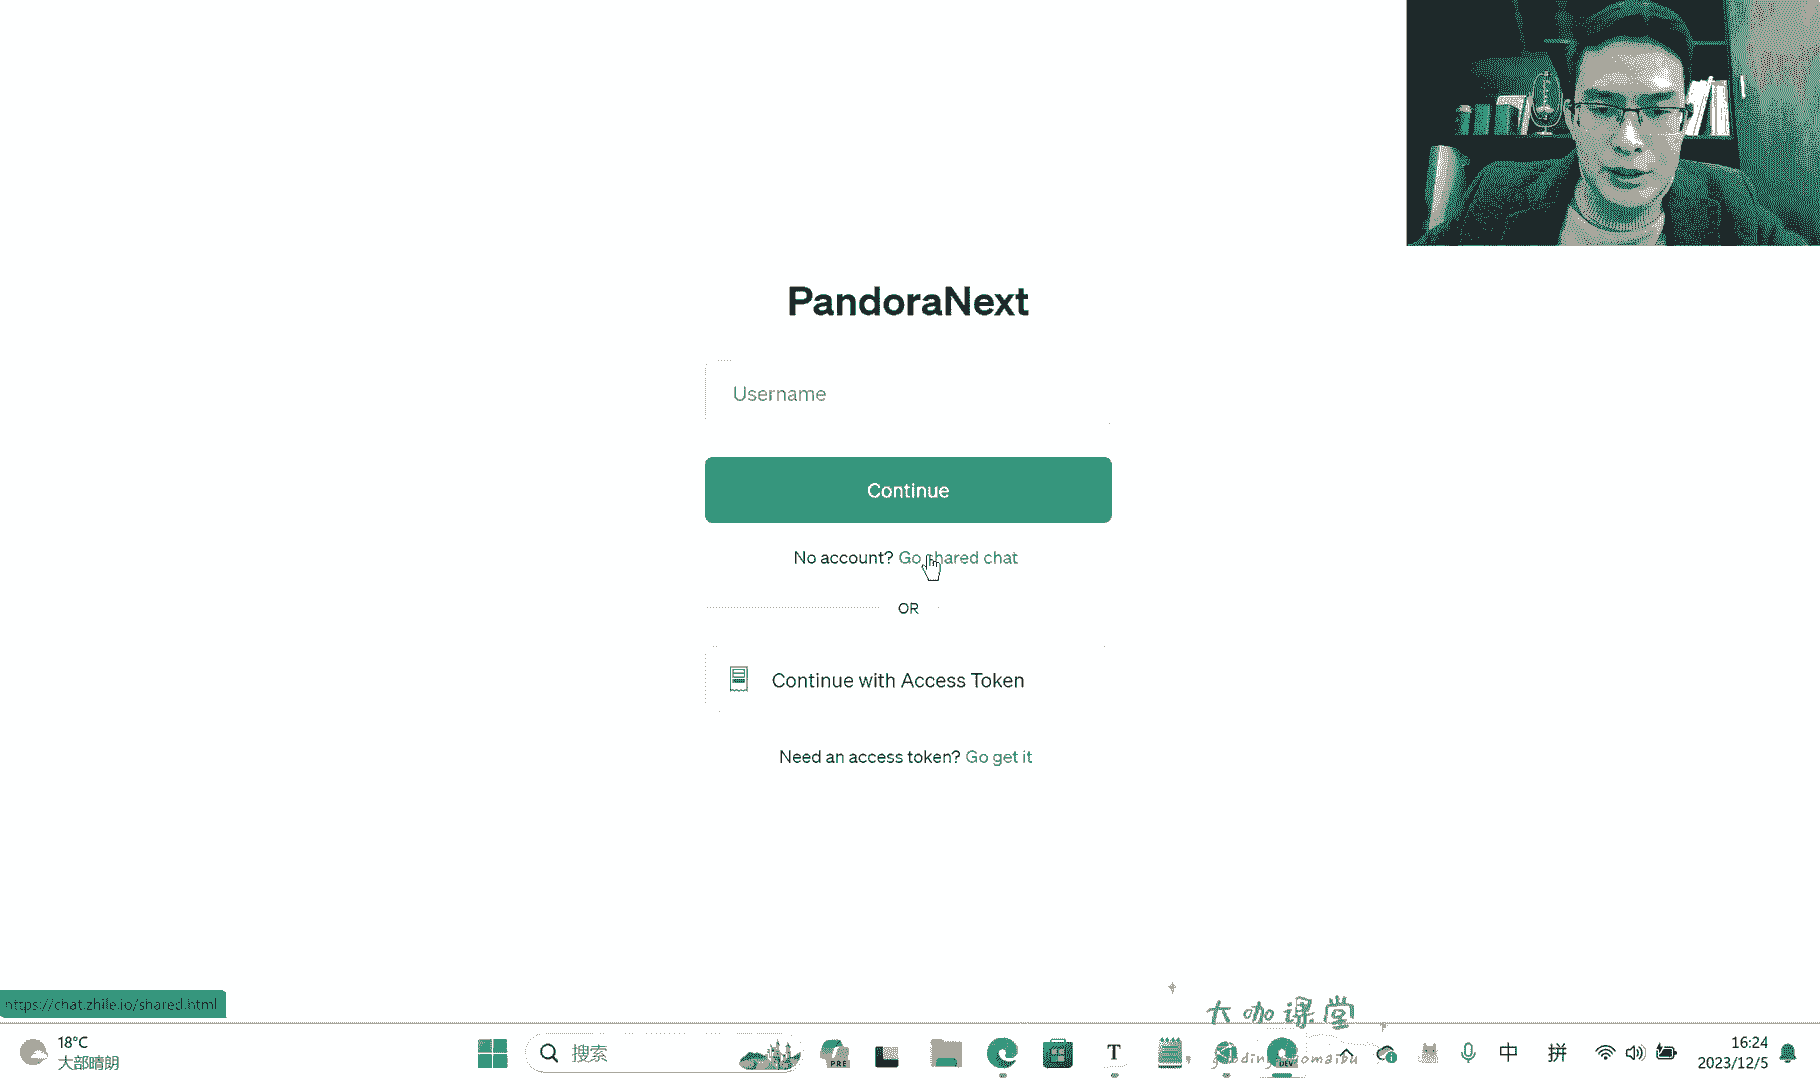 PandoraNext
Username
Continue
No account? Go shared chat
OR
Continue with Access Token
Need an access token? Go get it
https://chat.zhile.io/shared.html
大咖课堂
18°C
大部晴朗
搜索
PRE
T
DEV
中
拼
16:24
2023/12/5